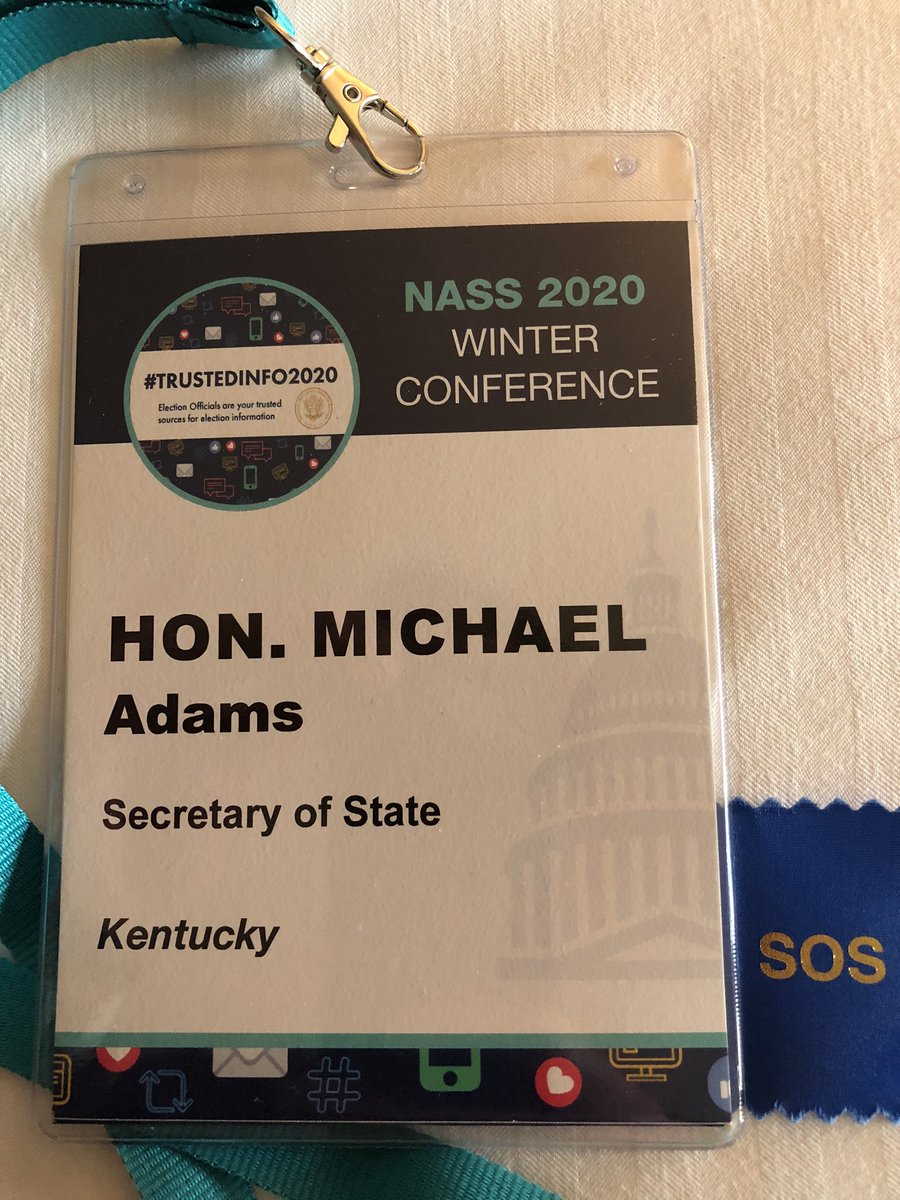 #TRUSTEDINFO2020
Election Officials are your trusted
sources for election information
NASS 2020
WINTER
CONFERENCE
HON. MICHAEL
Adams
Secretary of State
Kentucky
SOS